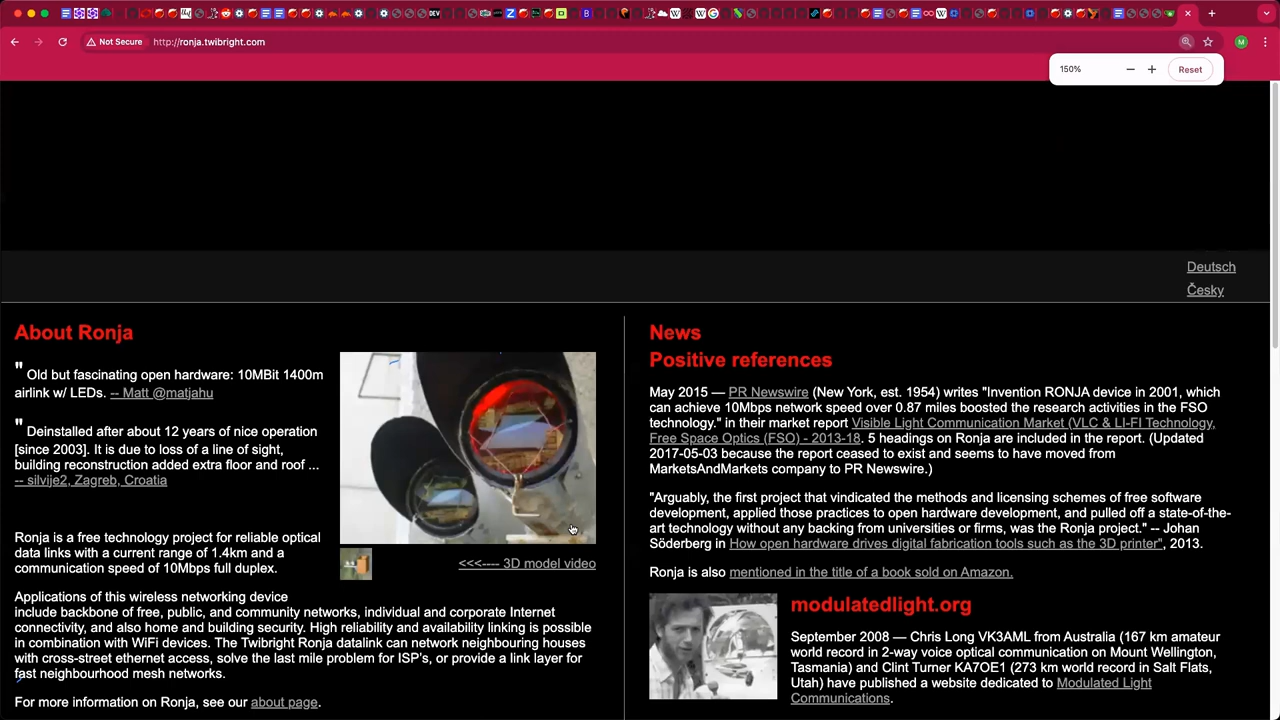 Not Secure
http://ronja.twibright.com
150%
Reset
Deutsch
Česky
About Ronja
" Old but fascinating open hardware: 10MBit 1400m
airlink w/ LEDs. -- Matt @matjahu
" Deinstalled after about 12 years of nice operation
[since 2003]. It is due to loss of a line of sight,
building reconstruction added extra floor and roof ...
-- silvije2, Zagreb, Croatia
Ronja is a free technology project for reliable optical
data links with a current range of 1.4km and a
communication speed of 10Mbps full duplex.
<<<---- 3D model video
Applications of this wireless networking device
include backbone of free, public, and community networks, individual and corporate Internet
connectivity, and also home and building security. High reliability and availability linking is possible
in combination with WiFi devices. The Twibright Ronja datalink can network neighbouring houses
with cross-street ethernet access, solve the last mile problem for ISP's, or provide a link layer for
fast neighbourhood mesh networks.
For more information on Ronja, see our about page.
News
Positive references
May 2015 — PR Newswire (New York, est. 1954) writes "Invention RONJA device in 2001, which
can achieve 10Mbps network speed over 0.87 miles boosted the research activities in the FSO
technology." in their market report Visible Light Communication Market (VLC & LI-FI Technology,
Free Space Optics (FSO) - 2013-18. 5 headings on Ronja are included in the report. (Updated
2017-05-03 because the report ceased to exist and seems to have moved from
MarketsAndMarkets company to PR Newswire.)
"Arguably, the first project that vindicated the methods and licensing schemes of free software
development, applied those practices to open hardware development, and pulled off a state-of-the-
art technology without any backing from universities or firms, was the Ronja project." -- Johan
Söderberg in How open hardware drives digital fabrication tools such as the 3D printer", 2013.
Ronja is also mentioned in the title of a book sold on Amazon.
modulatedlight.org
September 2008 — Chris Long VK3AML from Australia (167 km amateur
world record in 2-way voice optical communication on Mount Wellington,
Tasmania) and Clint Turner KA7OE1 (273 km world record in Salt Flats,
Utah) have published a website dedicated to Modulated Light
Communications.